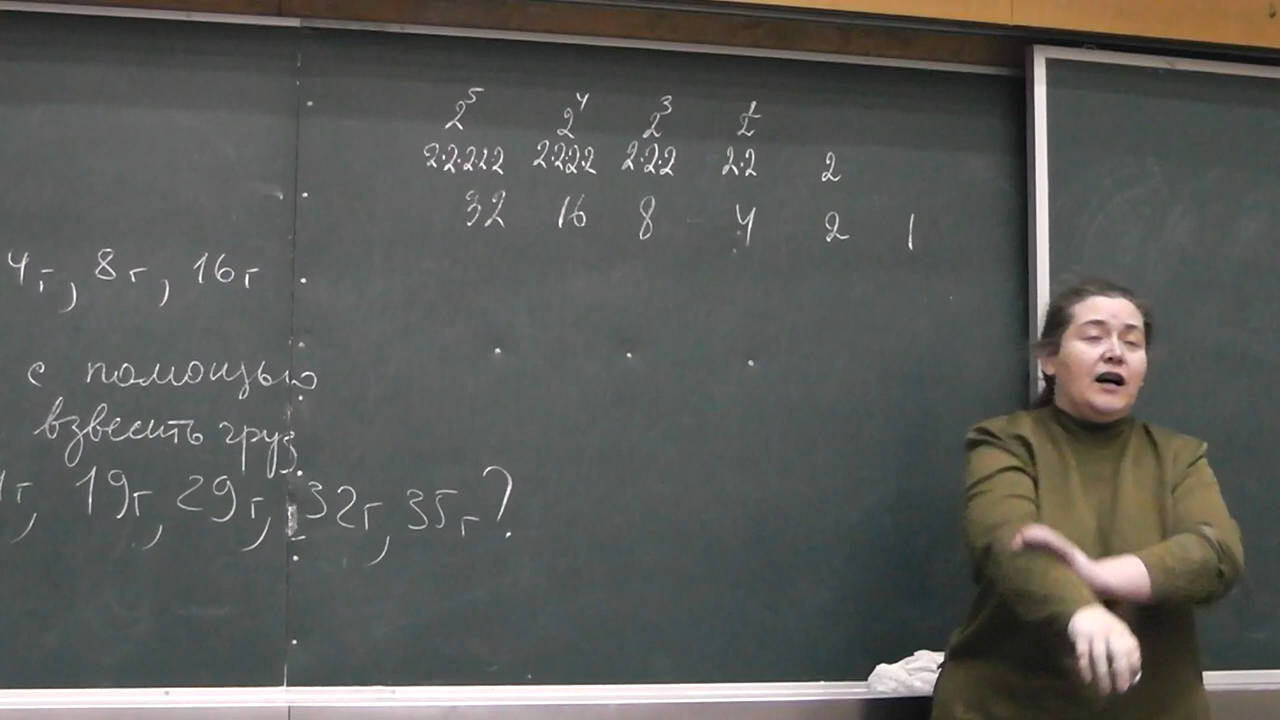 4г, 8г, 16г
с помощью
взвесить груз
1г, 19г, 29г, 32г, 35г?
2⁵ 2⁴ 2³ 2²
2·2·2·2·2 2·2·2·2 2·2·2 2·2 2
32 16 8 4 2 1